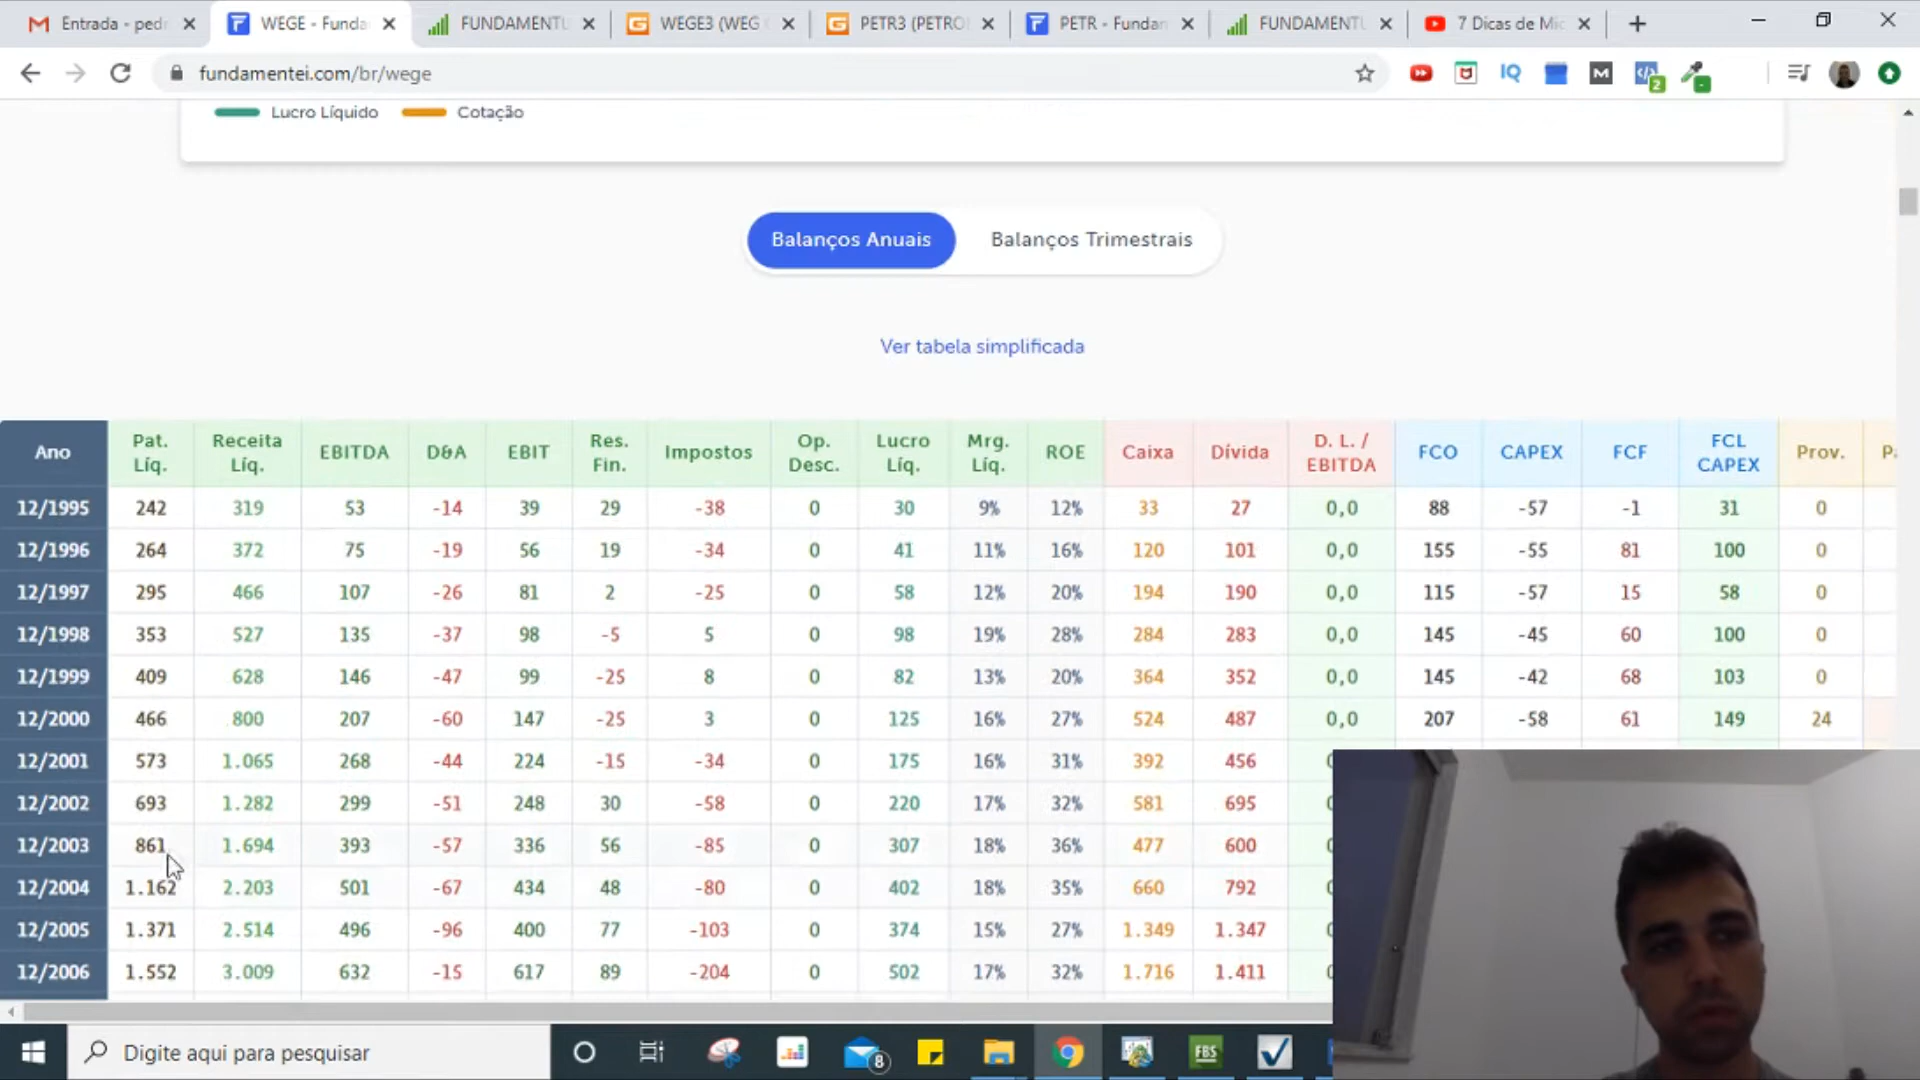 Entrada - pedr
WEGE - Funda
FUNDAMENTU
WEGE3 (WEG
PETR3 (PETRO
PETR - Fundan
FUNDAMENTU
7 Dicas de Mic
fundamentei.com/br/wege
IQ
M
2
Lucro Líquido
Cotação
Balanços Anuais
Balanços Trimestrais
Ver tabela simplificada
Ano Pat. Líq. Receita Líq. EBITDA D&A EBIT Res. Fin. Impostos Op. Desc. Lucro Líq. Mrg. Líq. ROE Caixa Dívida D. L. / EBITDA FCO CAPEX FCF FCL CAPEX Prov.
12/1995 242 319 53 -14 39 29 -38 0 30 9% 12% 33 27 0,0 88 -57 -1 31 0
12/1996 264 372 75 -19 56 19 -34 0 41 11% 16% 120 101 0,0 155 -55 81 100 0
12/1997 295 466 107 -26 81 2 -25 0 58 12% 20% 194 190 0,0 115 -57 15 58 0
12/1998 353 527 135 -37 98 -5 5 0 98 19% 28% 284 283 0,0 145 -45 60 100 0
12/1999 409 628 146 -47 99 -25 8 0 82 13% 20% 364 352 0,0 145 -42 68 103 0
12/2000 466 800 207 -60 147 -25 3 0 125 16% 27% 524 487 0,0 207 -58 61 149 24
12/2001 573 1.065 268 -44 224 -15 -34 0 175 16% 31% 392 456
12/2002 693 1.282 299 -51 248 30 -58 0 220 17% 32% 581 695
12/2003 861 1.694 393 -57 336 56 -85 0 307 18% 36% 477 600
12/2004 1.162 2.203 501 -67 434 48 -80 0 402 18% 35% 660 792
12/2005 1.371 2.514 496 -96 400 77 -103 0 374 15% 27% 1.349 1.347
12/2006 1.552 3.009 632 -15 617 89 -204 0 502 17% 32% 1.716 1.411
Digite aqui para pesquisar
8
FBS